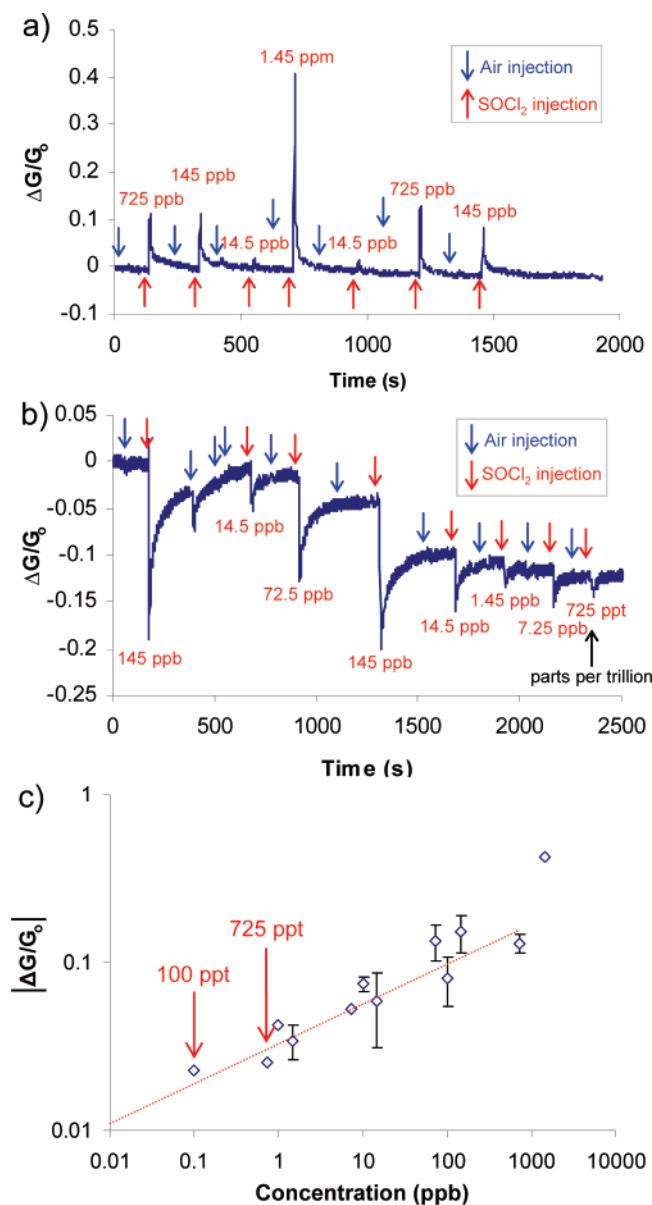 a)
0.5
0.4
0.3
0.2
0.1
0
-0.1
ΔG/G₀
1.45 ppm
725 ppb
145 ppb
14.5 ppb
14.5 ppb
725 ppb
145 ppb
Air injection
SOCl₂ injection
0 500 1000 1500 2000
Time (s)
b)
0.05
0
-0.05
-0.1
-0.15
-0.2
-0.25
ΔG/G₀
Air injection
SOCl₂ injection
145 ppb
14.5 ppb
72.5 ppb
145 ppb
14.5 ppb
1.45 ppb
7.25 ppb
725 ppt
parts per trillion
0 500 1000 1500 2000 2500
Time (s)
c)
1
0.1
0.01
|ΔG/G₀|
725 ppt
100 ppt
0.01 0.1 1 10 100 1000 10000
Concentration (ppb)